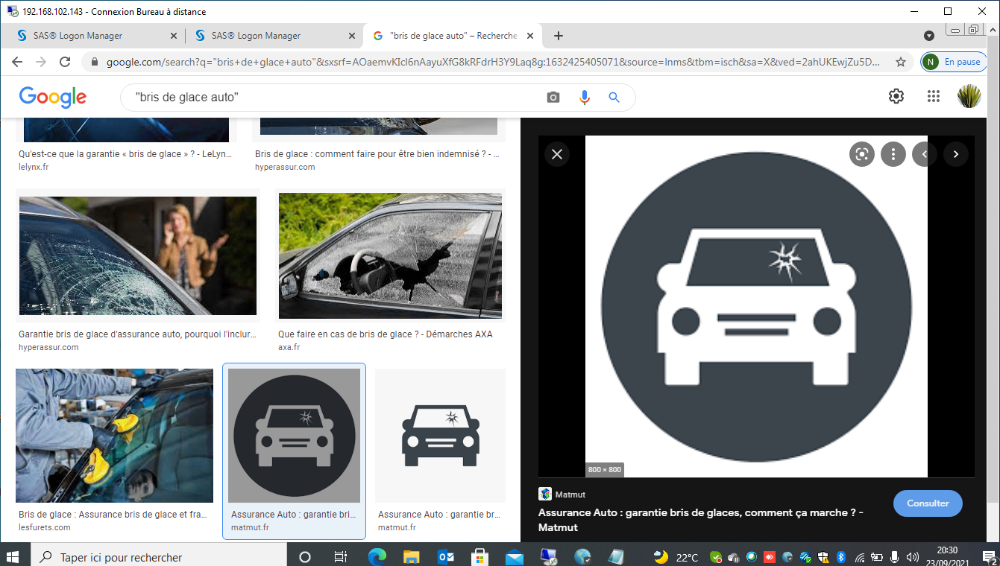 192.168.102.143 - Connexion Bureau à distance
SAS® Logon Manager
SAS® Logon Manager
"bris de glace auto" – Recherche
google.com/search?q="bris+de+glace+auto"&sxsrf=AOaemvKIcI6nAayuXfG8kRFdrH3Y9Laq8g:1632425405071&source=lnms&tbm=isch&sa=X&ved=2ahUKEwjZu5D...
N En pause
Google
"bris de glace auto"
Qu'est-ce que la garantie « bris de glace » ? - LeLyn...
lelynx.fr
Bris de glace : comment faire pour être bien indemnisé ? - ...
hyperassur.com
Garantie bris de glace d'assurance auto, pourquoi l'inclur...
hyperassur.com
Que faire en cas de bris de glace ? - Démarches AXA
axa.fr
Bris de glace : Assurance bris de glace et fra...
lesfurets.com
Assurance Auto : garantie bri...
matmut.fr
Assurance Auto : garantie br...
matmut.fr
800 × 800
Matmut
Assurance Auto : garantie bris de glaces, comment ça marche ? -
Matmut
Consulter
Taper ici pour rechercher
22°C
20:30
23/09/2021
2